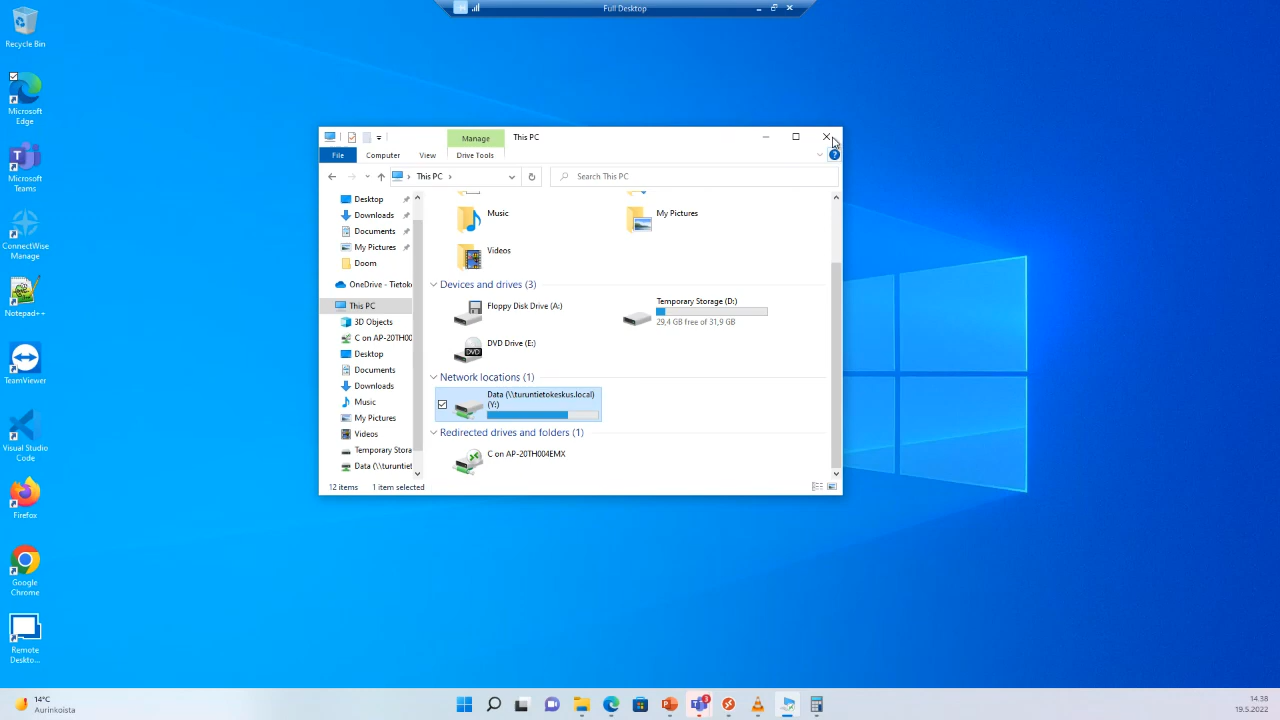 Full Desktop
Recycle Bin
Microsoft
Edge
Microsoft
Teams
ConnectWise
Manage
Notepad++
TeamViewer
Visual Studio
Code
Firefox
Google
Chrome
Remote
Deskto...
Manage
This PC
File
Computer
View
Drive Tools
This PC
Search This PC
Desktop
Downloads
Documents
My Pictures
Doom
OneDrive - Tietok
This PC
3D Objects
C on AP-20TH00
Desktop
Documents
Downloads
Music
My Pictures
Videos
Temporary Stora
Data (\\turuntiet
Music
My Pictures
Videos
Devices and drives (3)
Floppy Disk Drive (A:)
Temporary Storage (D:)
29,4 GB free of 31,9 GB
DVD
DVD Drive (E:)
Network locations (1)
Data (\\turuntietokeskus.local)
(Y:)
Redirected drives and folders (1)
C on AP-20TH004EMX
12 items
1 item selected
14°C
Aurinkoista
14.38
19.5.2022